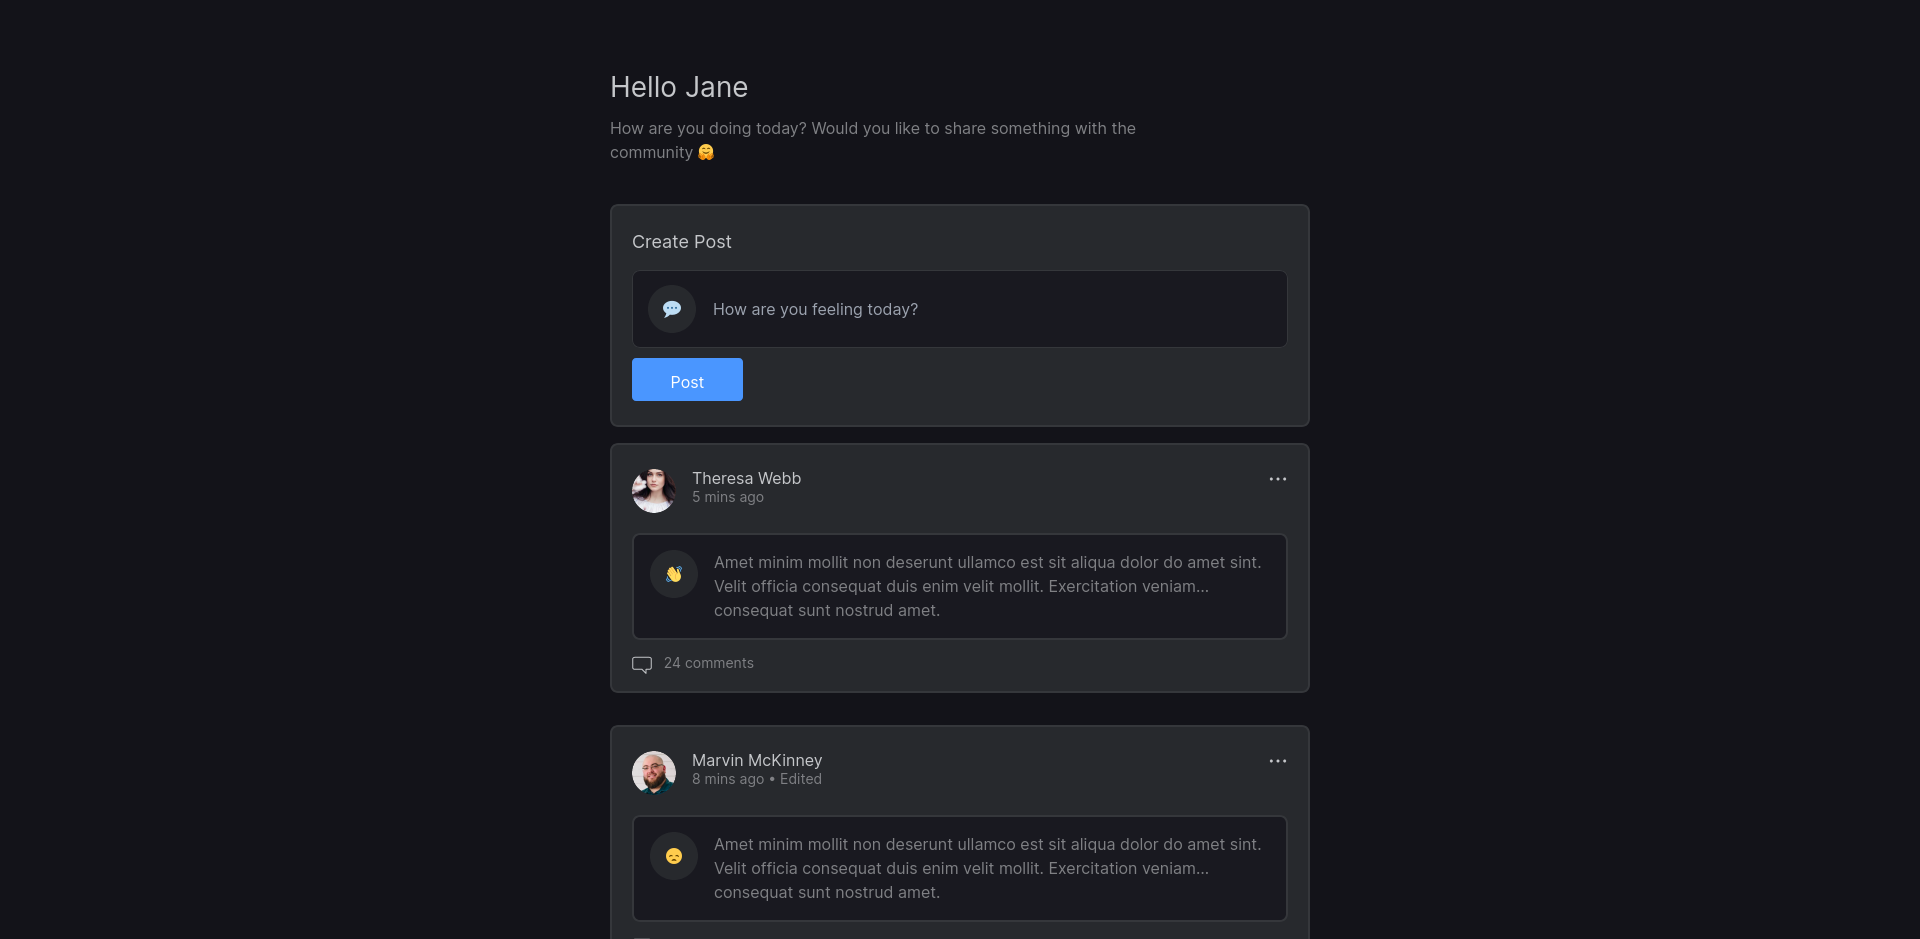 Hello Jane
How are you doing today? Would you like to share something with the
community 🤗
Create Post
💬 How are you feeling today?
Post
Theresa Webb
5 mins ago
👋 Amet minim mollit non deserunt ullamco est sit aliqua dolor do amet sint.
Velit officia consequat duis enim velit mollit. Exercitation veniam...
consequat sunt nostrud amet.
24 comments
Marvin McKinney
8 mins ago • Edited
😞 Amet minim mollit non deserunt ullamco est sit aliqua dolor do amet sint.
Velit officia consequat duis enim velit mollit. Exercitation veniam...
consequat sunt nostrud amet.